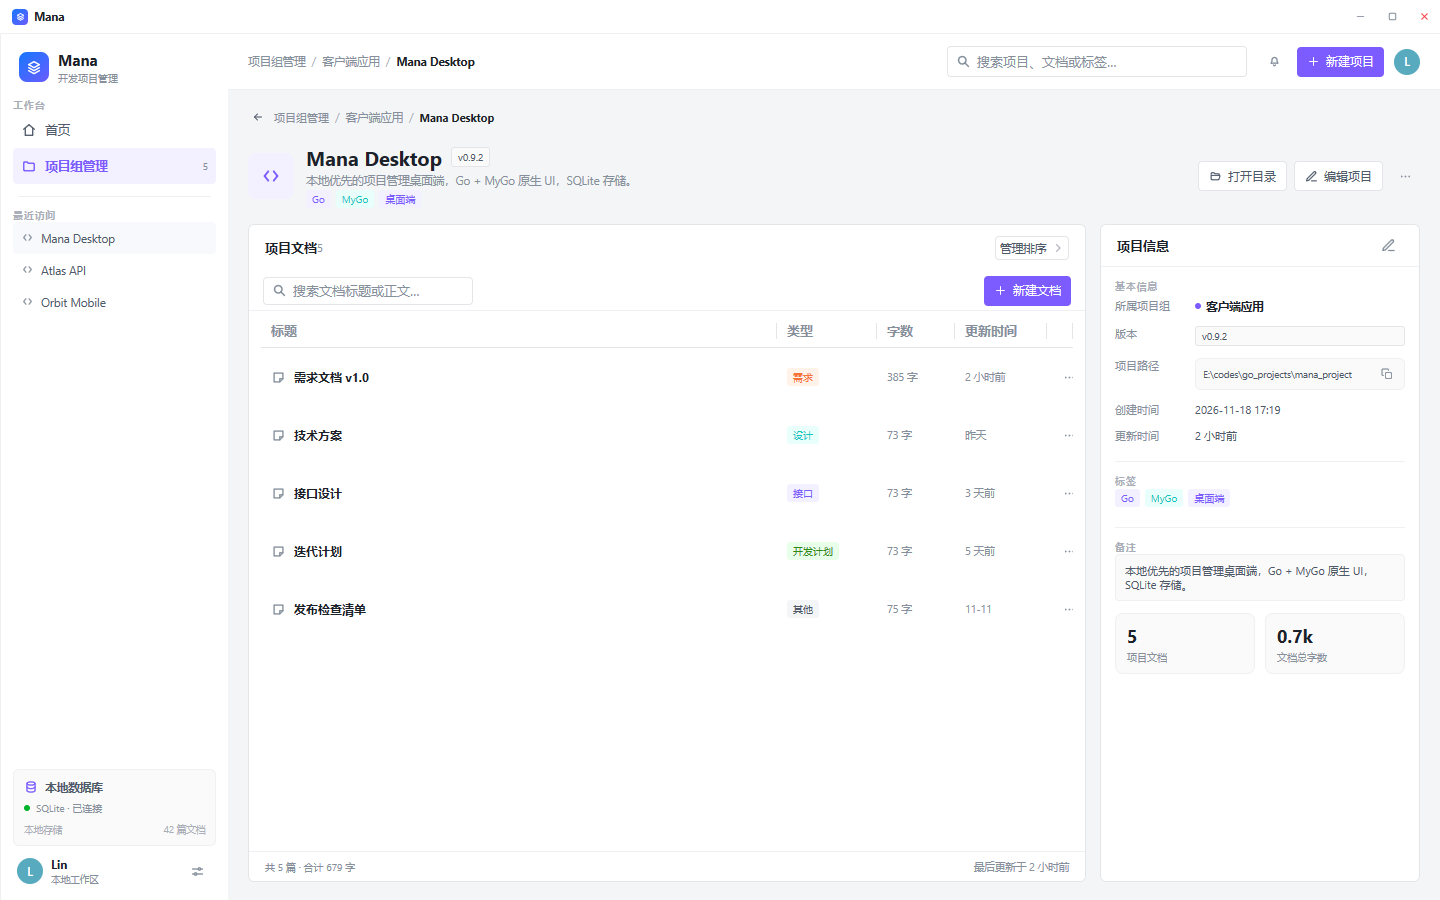 Mana
Mana
开发项目管理
工作台
首页
项目组管理 5
最近访问
Mana Desktop
Atlas API
Orbit Mobile
本地数据库
SQLite · 已连接
本地存储 42 篇文档
L
Lin
本地工作区
项目组管理 / 客户端应用 / Mana Desktop
搜索项目、文档或标签...
新建项目
L
项目组管理 / 客户端应用 / Mana Desktop
Mana Desktop v0.9.2
本地优先的项目管理桌面端，Go + MyGo 原生 UI，SQLite 存储。
Go MyGo 桌面端
打开目录
编辑项目
项目文档5
管理排序
搜索文档标题或正文...
新建文档
标题 类型 字数 更新时间
需求文档 v1.0 需求 385 字 2 小时前
技术方案 设计 73 字 昨天
接口设计 接口 73 字 3 天前
迭代计划 开发计划 73 字 5 天前
发布检查清单 其他 75 字 11-11
共 5 篇 · 合计 679 字
最后更新于 2 小时前
项目信息
基本信息
所属项目组 客户端应用
版本 v0.9.2
项目路径 E:\codes\go_projects\mana_project
创建时间 2026-11-18 17:19
更新时间 2 小时前
标签
Go MyGo 桌面端
备注
本地优先的项目管理桌面端，Go + MyGo 原生 UI，
SQLite 存储。
5
项目文档
0.7k
文档总字数